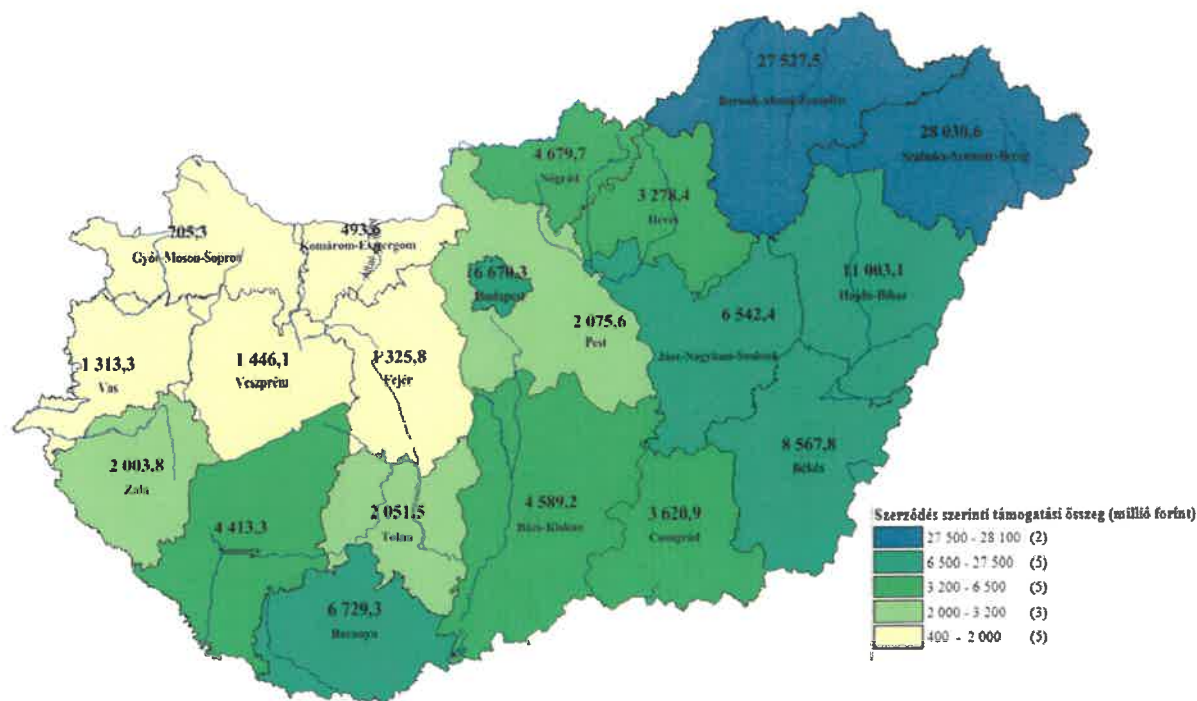 27 527,5
Borsod-Abaúj-Zemplén
28 030,6
Szabolcs-Szatmár-Bereg
4 679,7
Nógrád
3 278,4
Heves
705,3
Győr-Moson-Sopron
493,6
Komárom-Esztergom
6 670,3
Budapest
11 003,1
Hajdú-Bihar
2 075,6
Pest
6 542,4
Jász-Nagykun-Szolnok
1 313,3
Vas
1 446,1
Veszprém
1 325,8
Fejér
2 003,8
Zala
8 567,8
Békés
4 413,3
Somogy
2 051,5
Tolna
4 589,2
Bács-Kiskun
3 620,9
Csongrád
6 729,3
Baranya
Szerződés szerinti támogatási összeg (millió forint)
27 500 - 28 100 (2)
6 500 - 27 500 (5)
3 200 - 6 500 (5)
2 000 - 3 200 (3)
400 - 2 000 (5)